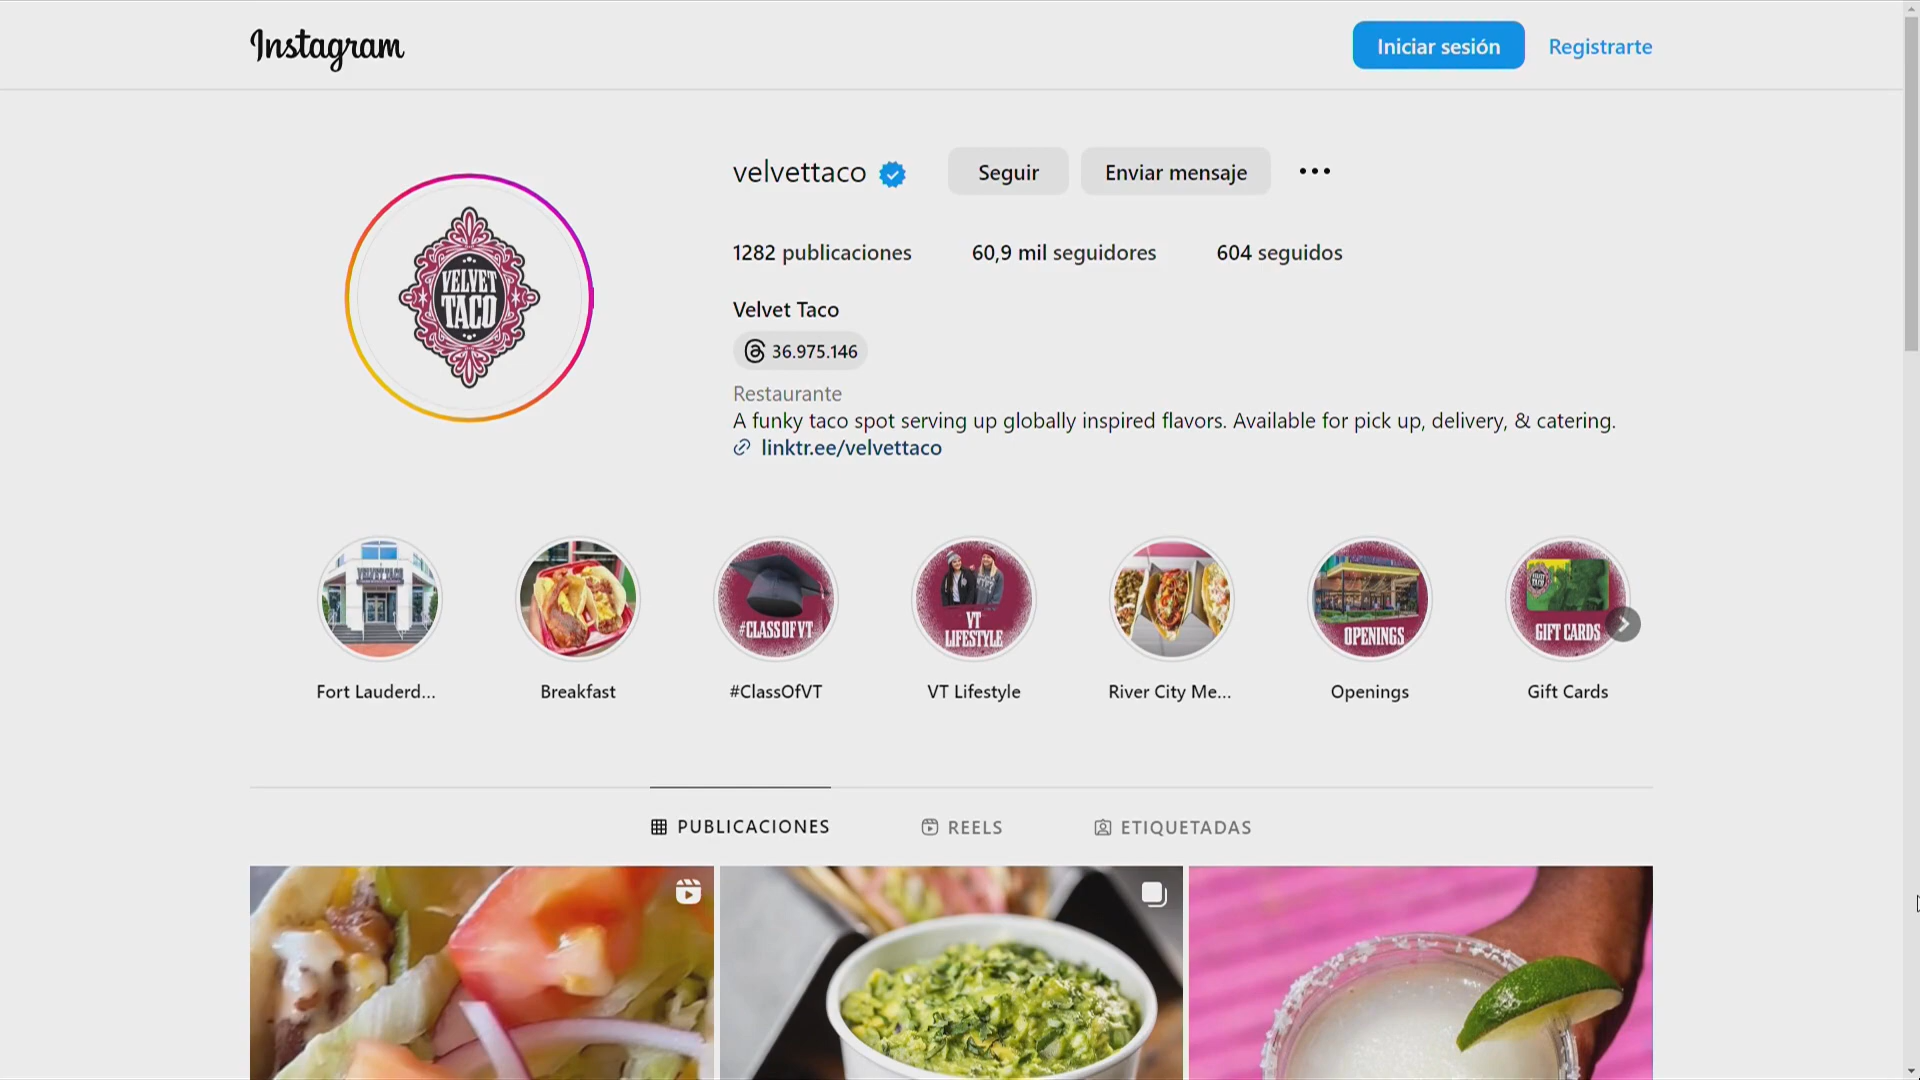 Instagram
Iniciar sesión
Registrarte
velvettaco
Seguir
Enviar mensaje
1282 publicaciones
60,9 mil seguidores
604 seguidos
VELVET
TACO
Velvet Taco
36.975.146
Restaurante
A funky taco spot serving up globally inspired flavors. Available for pick up, delivery, & catering.
linktr.ee/velvettaco
VELVET TACO
#CLASSOFVT
VT
LIFESTYLE
OPENINGS
GIFT CARDS
Fort Lauderd...
Breakfast
#ClassOfVT
VT Lifestyle
River City Me...
Openings
Gift Cards
PUBLICACIONES
REELS
ETIQUETADAS